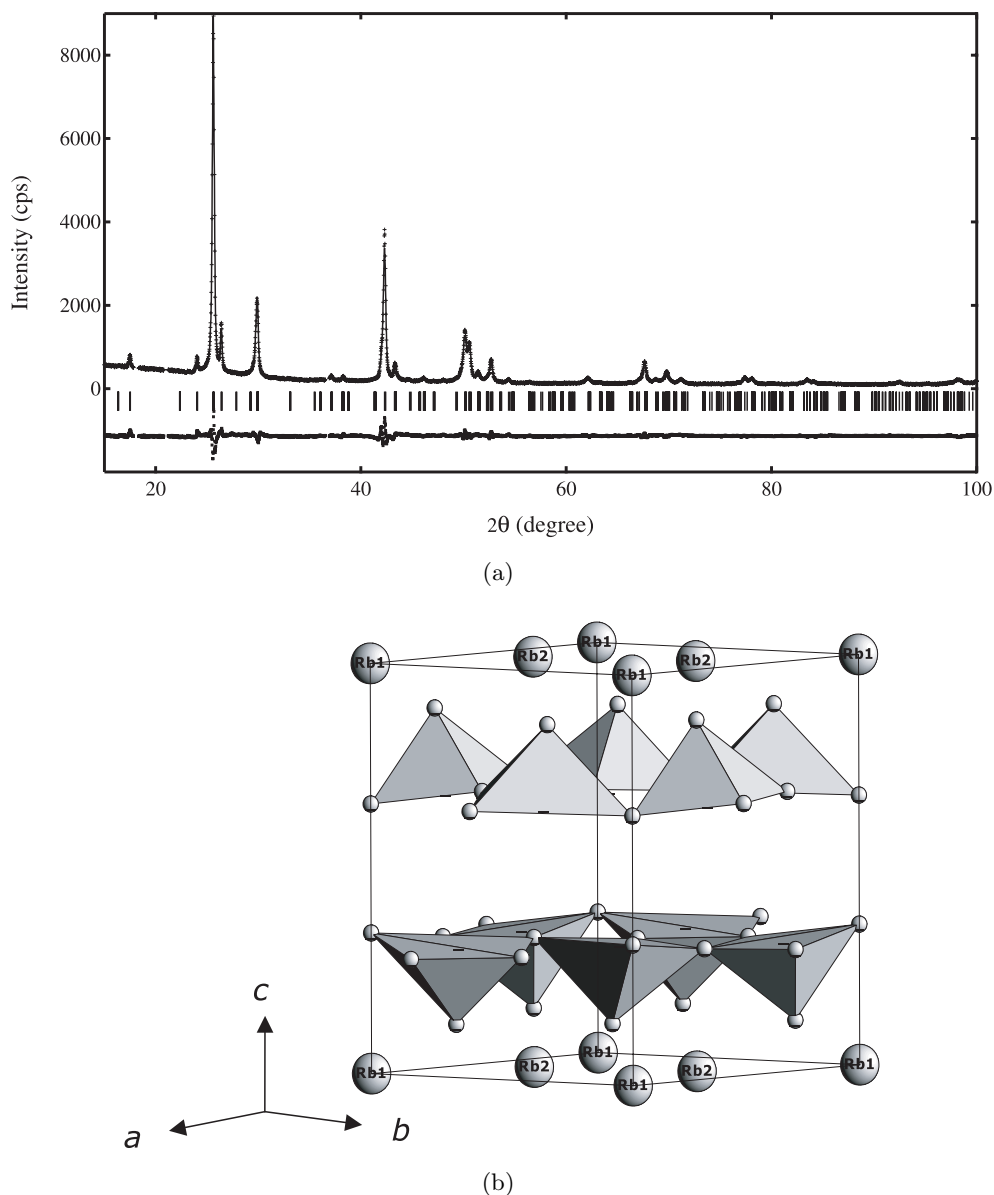 8000
6000
4000
2000
0
Intensity (cps)
20 40 60 80 100
2θ (degree)
(a)
Rb1
Rb1 Rb2 Rb2 Rb1
Rb1
Rb1
Rb1 Rb2 Rb2 Rb1
Rb1
c
a b
(b)